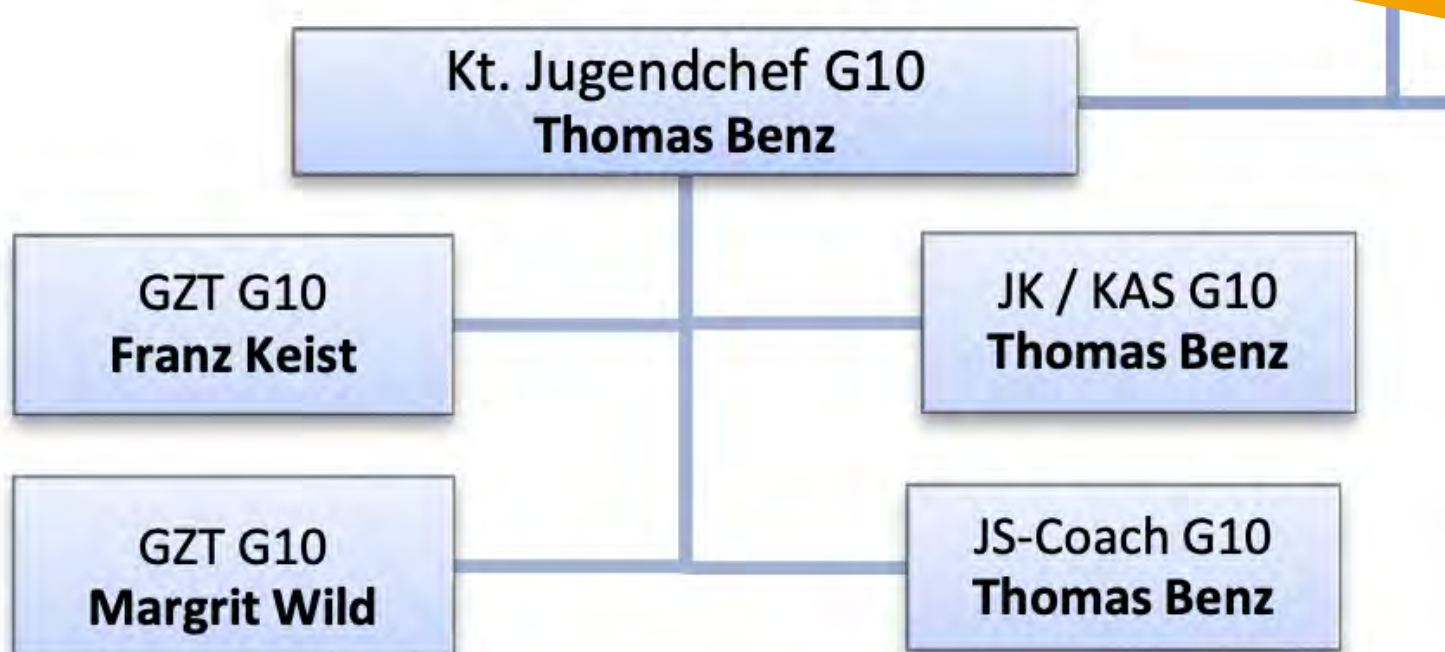 Kt. Jugendchef G10
Thomas Benz
GZT G10
Franz Keist
JK / KAS G10
Thomas Benz
GZT G10
Margrit Wild
JS-Coach G10
Thomas Benz